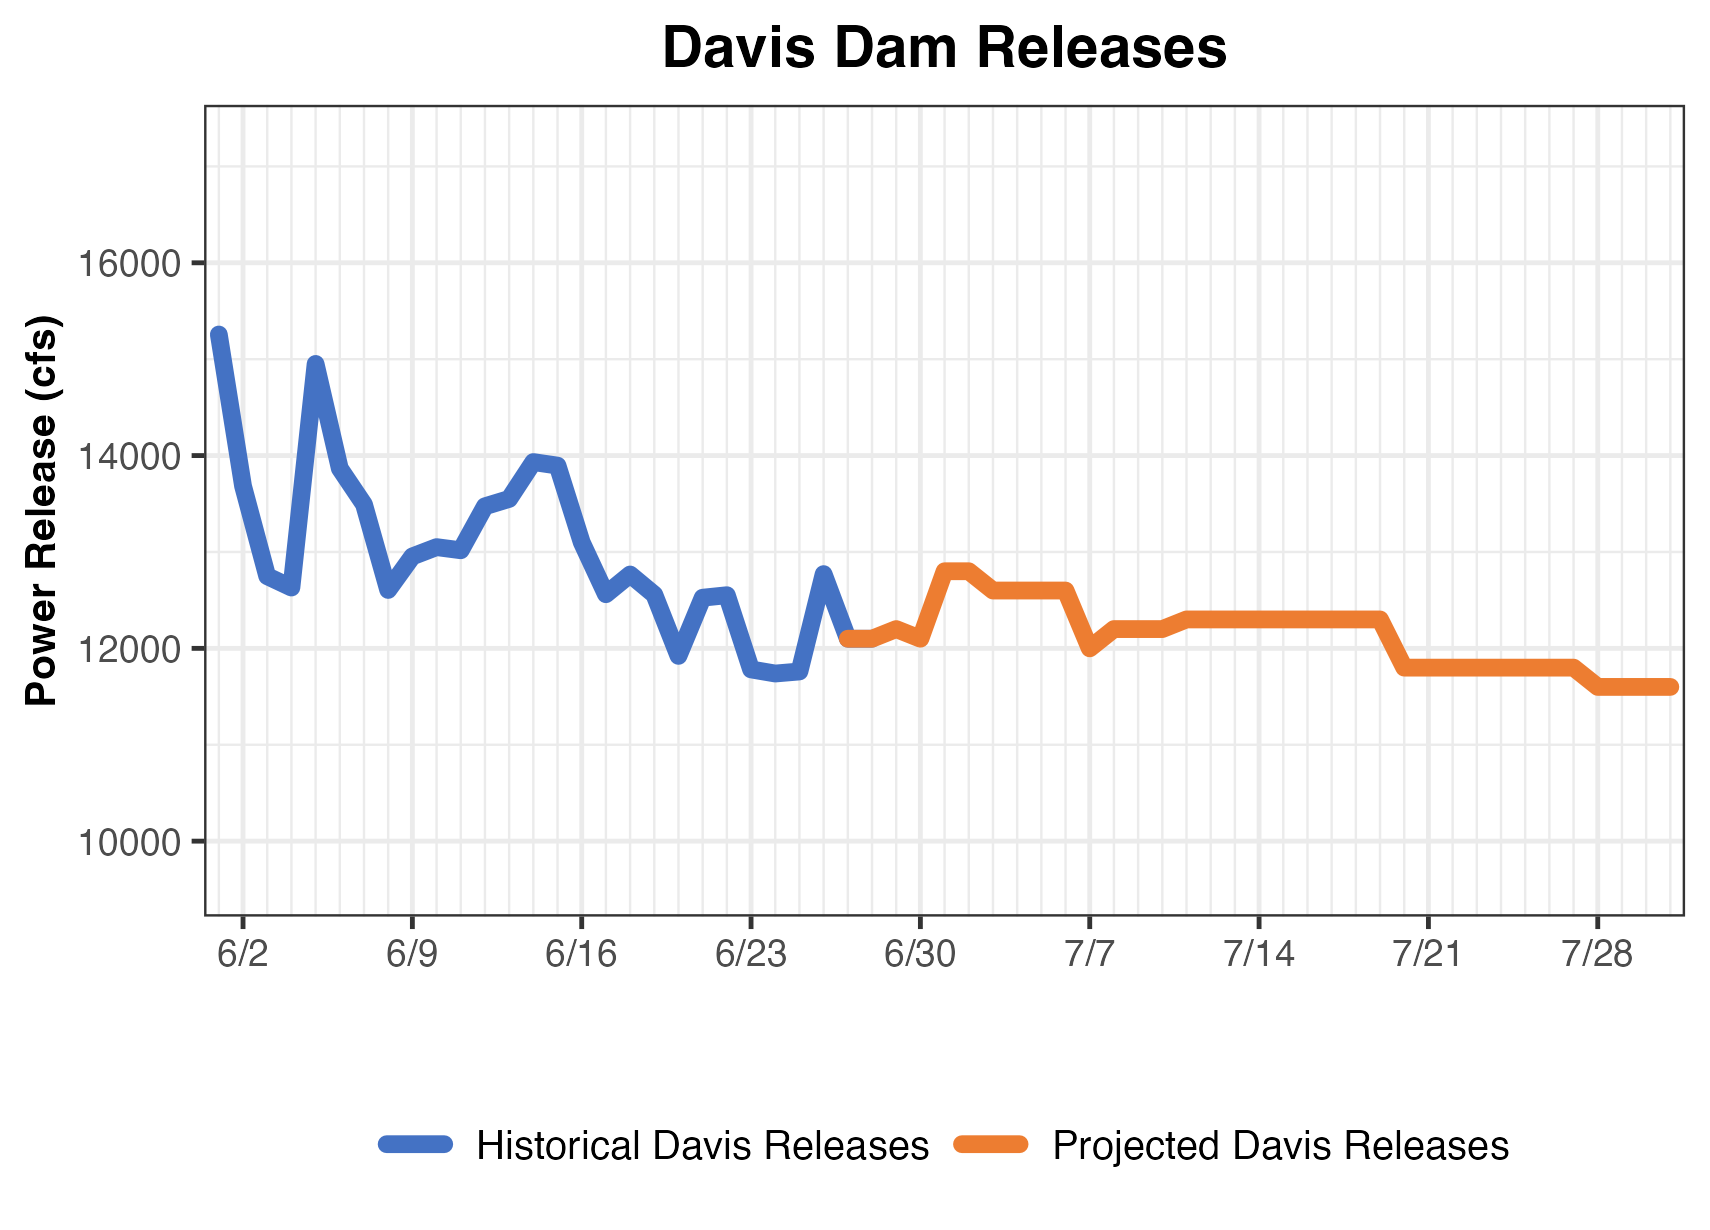 Davis Dam Releases
Power Release (cfs)
16000
14000
12000
10000
6/2 6/9 6/16 6/23 6/30 7/7 7/14 7/21 7/28
Historical Davis Releases Projected Davis Releases